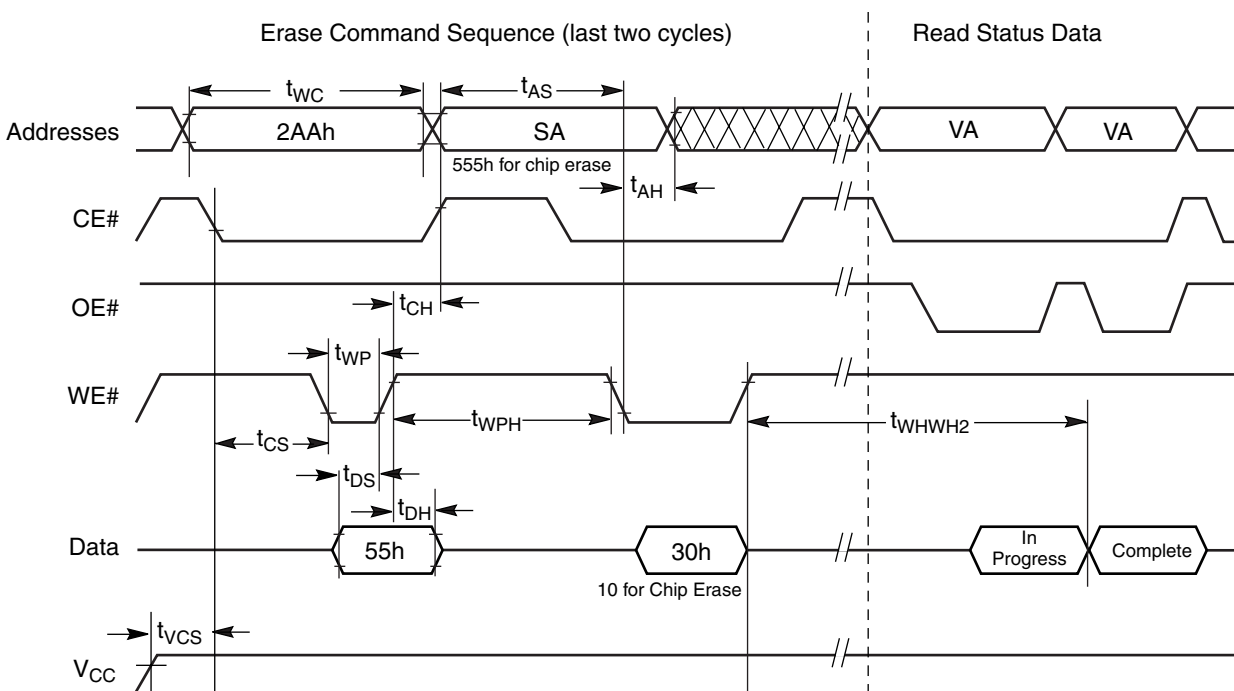 Erase Command Sequence (last two cycles)
Read Status Data
tWC
tAS
Addresses
2AAh
SA
VA
VA
555h for chip erase
tAH
CE#
OE#
tCH
tWP
WE#
tWPH
tWHWH2
tCS
tDS
tDH
Data
55h
30h
In
Progress
Complete
10 for Chip Erase
tVCS
VCC